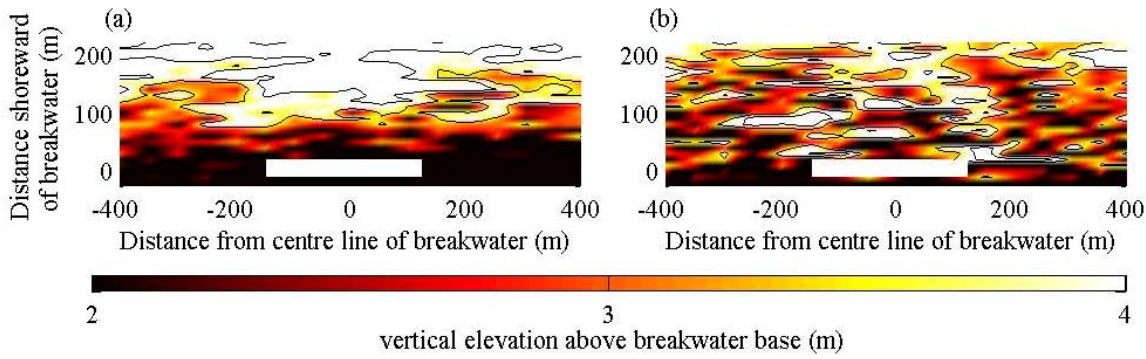 (a)
(b)
Distance shoreward
of breakwater (m)
200
100
0
-400 -200 0 200 400
Distance from centre line of breakwater (m)
200
100
0
-400 -200 0 200 400
Distance from centre line of breakwater (m)
2 3 4
vertical elevation above breakwater base (m)